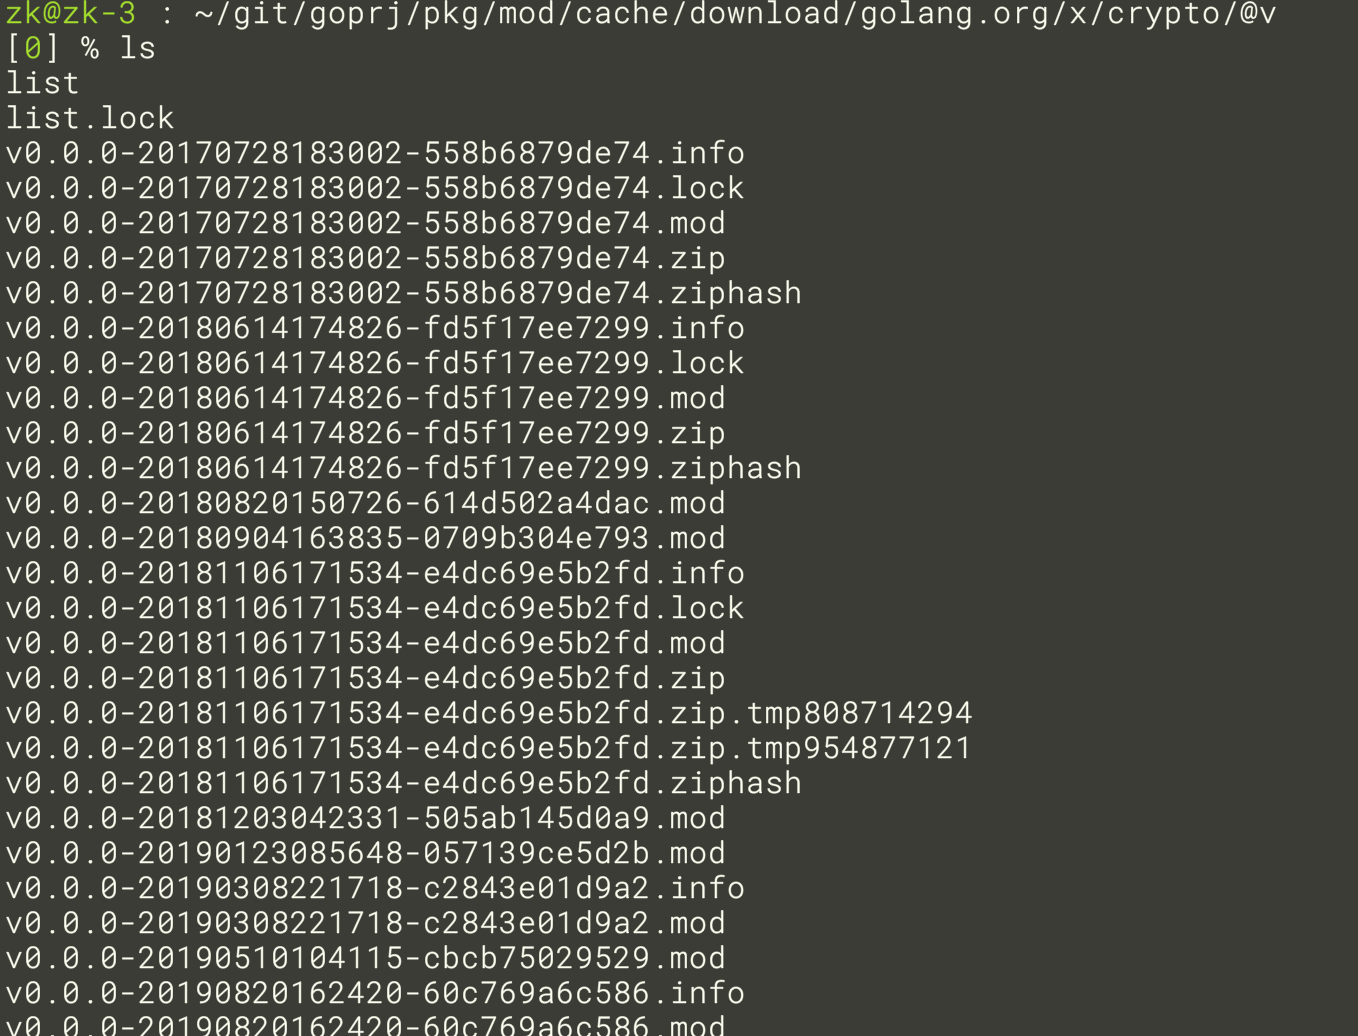 zk@zk-3 : ~/git/goprj/pkg/mod/cache/download/golang.org/x/crypto/@v
[0] % ls
list
list.lock
v0.0.0-20170728183002-558b6879de74.info
v0.0.0-20170728183002-558b6879de74.lock
v0.0.0-20170728183002-558b6879de74.mod
v0.0.0-20170728183002-558b6879de74.zip
v0.0.0-20170728183002-558b6879de74.ziphash
v0.0.0-20180614174826-fd5f17ee7299.info
v0.0.0-20180614174826-fd5f17ee7299.lock
v0.0.0-20180614174826-fd5f17ee7299.mod
v0.0.0-20180614174826-fd5f17ee7299.zip
v0.0.0-20180614174826-fd5f17ee7299.ziphash
v0.0.0-20180820150726-614d502a4dac.mod
v0.0.0-20180904163835-0709b304e793.mod
v0.0.0-20181106171534-e4dc69e5b2fd.info
v0.0.0-20181106171534-e4dc69e5b2fd.lock
v0.0.0-20181106171534-e4dc69e5b2fd.mod
v0.0.0-20181106171534-e4dc69e5b2fd.zip
v0.0.0-20181106171534-e4dc69e5b2fd.zip.tmp808714294
v0.0.0-20181106171534-e4dc69e5b2fd.zip.tmp954877121
v0.0.0-20181106171534-e4dc69e5b2fd.ziphash
v0.0.0-20181203042331-505ab145d0a9.mod
v0.0.0-20190123085648-057139ce5d2b.mod
v0.0.0-20190308221718-c2843e01d9a2.info
v0.0.0-20190308221718-c2843e01d9a2.mod
v0.0.0-20190510104115-cbcb75029529.mod
v0.0.0-20190820162420-60c769a6c586.info
v0.0.0-20190820162420-60c769a6c586.mod